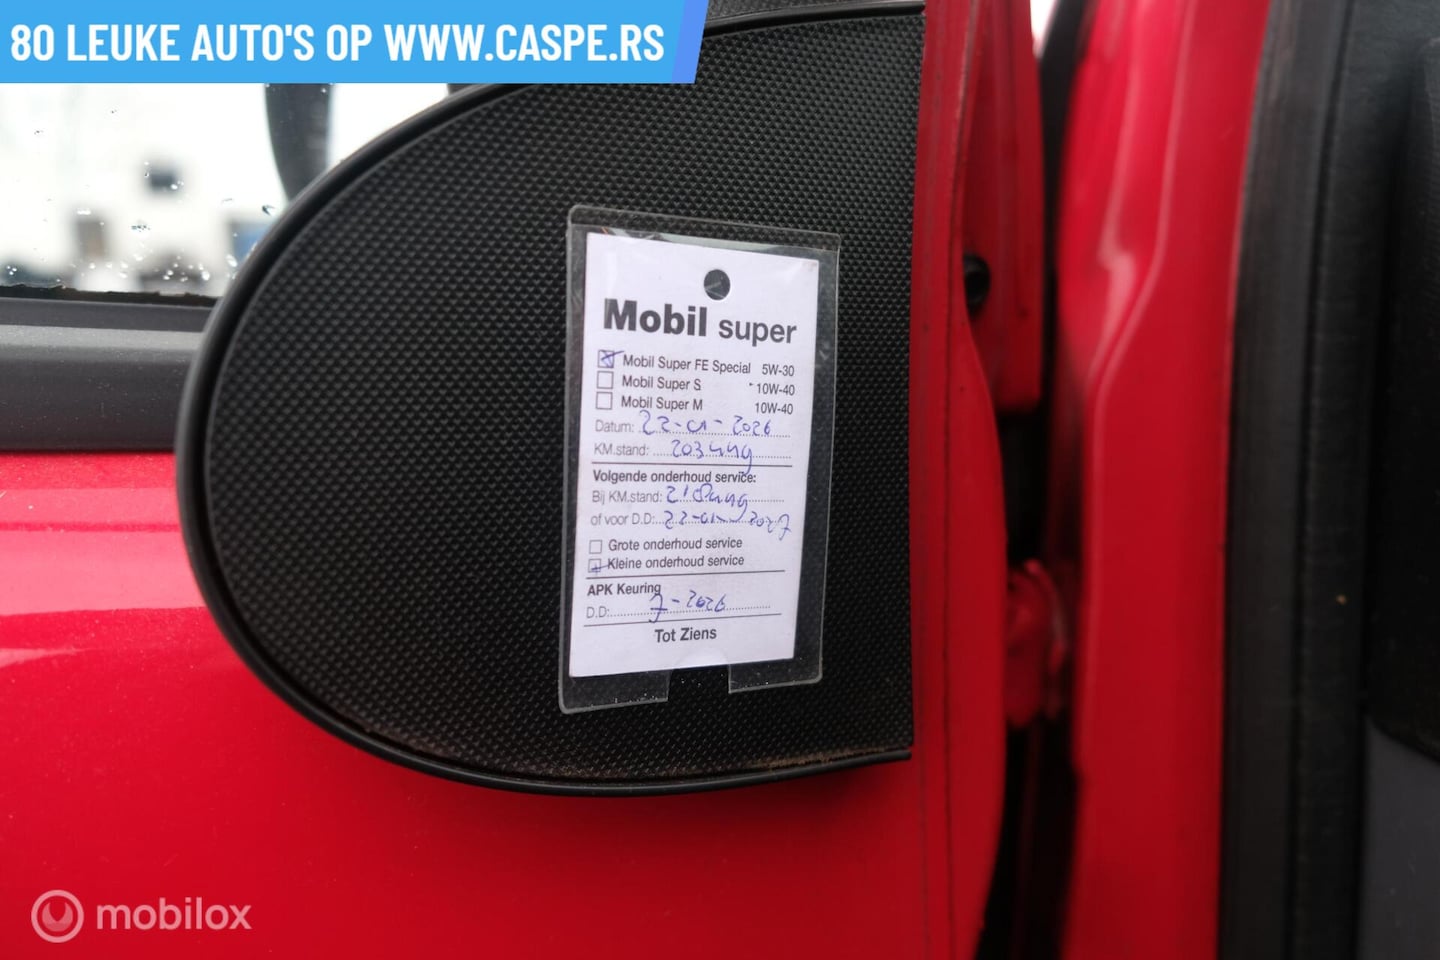 80 LEUKE AUTO'S OP WWW.CASPE.RS
Mobil super
Mobil Super FE Special 5W-30
Mobil Super S 10W-40
Mobil Super M 10W-40
Datum: 22-01-2026
KM.stand: 203449
Volgende onderhoud service:
Bij KM.stand: 218449
of voor D.D: 22-01-2027
Grote onderhoud service
Kleine onderhoud service
APK Keuring
D.D: 7-2026
Tot Ziens
mobilox